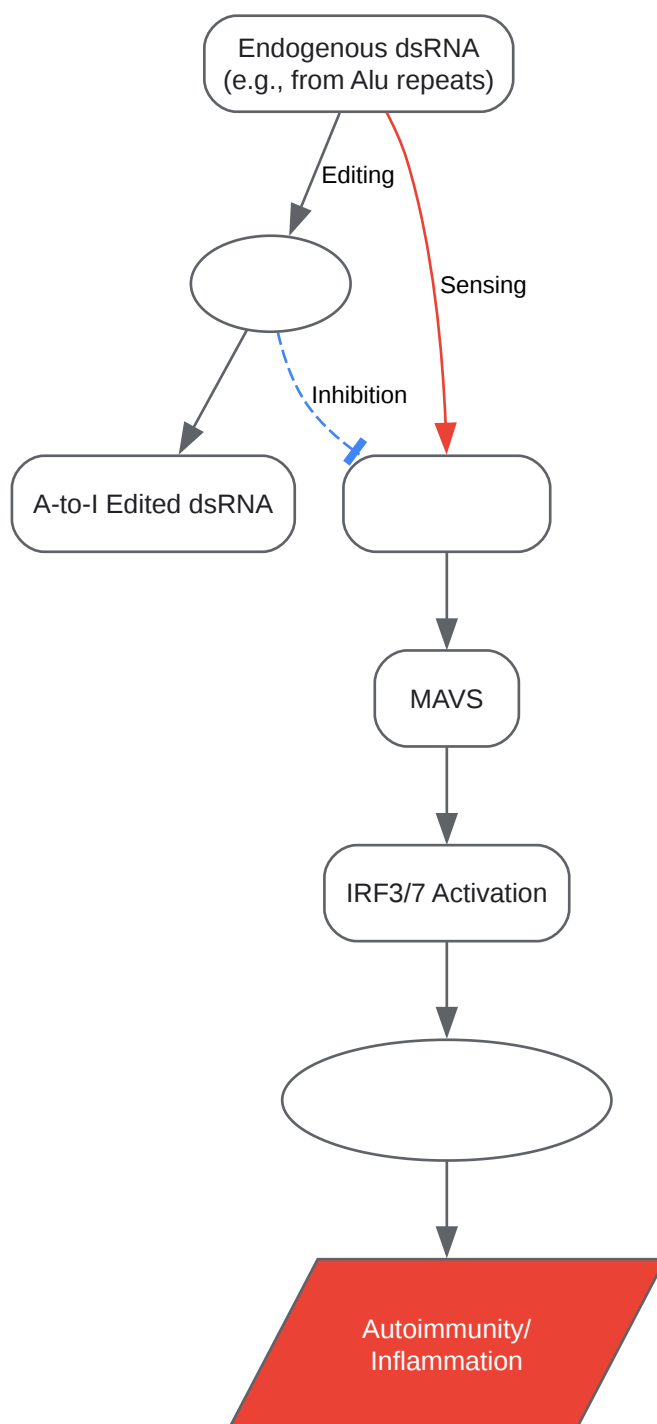 Endogenous dsRNA
(e.g., from Alu repeats)
Editing
Sensing
Inhibition
A-to-I Edited dsRNA
MAVS
IRF3/7 Activation
Autoimmunity/
Inflammation